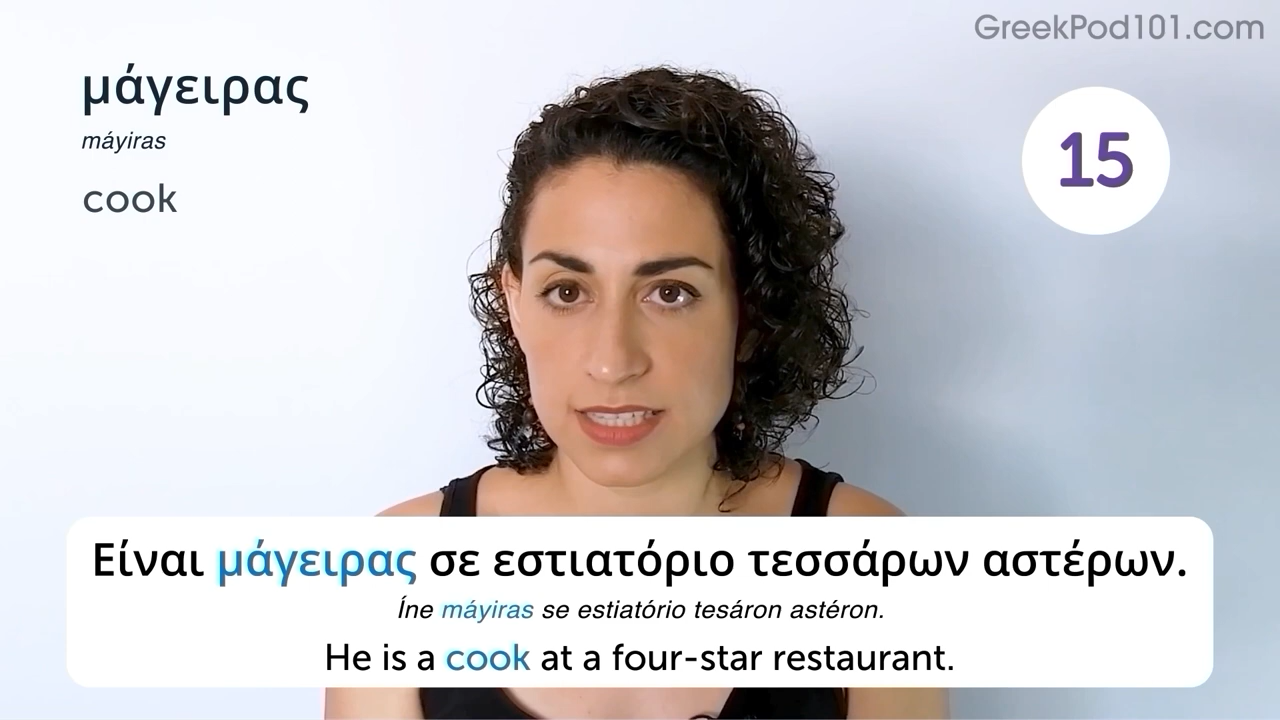 GreekPod101.com
μάγειρας
máyiras
cook
15
Είναι μάγειρας σε εστιατόριο τεσσάρων αστέρων.
Íne máyiras se estiatório tesáron astéron.
He is a cook at a four-star restaurant.